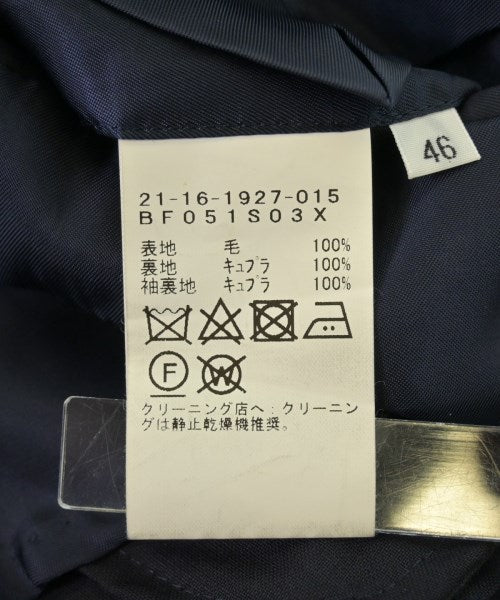 46
21-16-1927-015
BF051S03X
表地 毛 100%
裏地 ｷｭﾌﾟﾗ 100%
袖裏地 ｷｭﾌﾟﾗ 100%
F W
クリーニング店へ：クリーニン
グは静止乾燥機推奨。